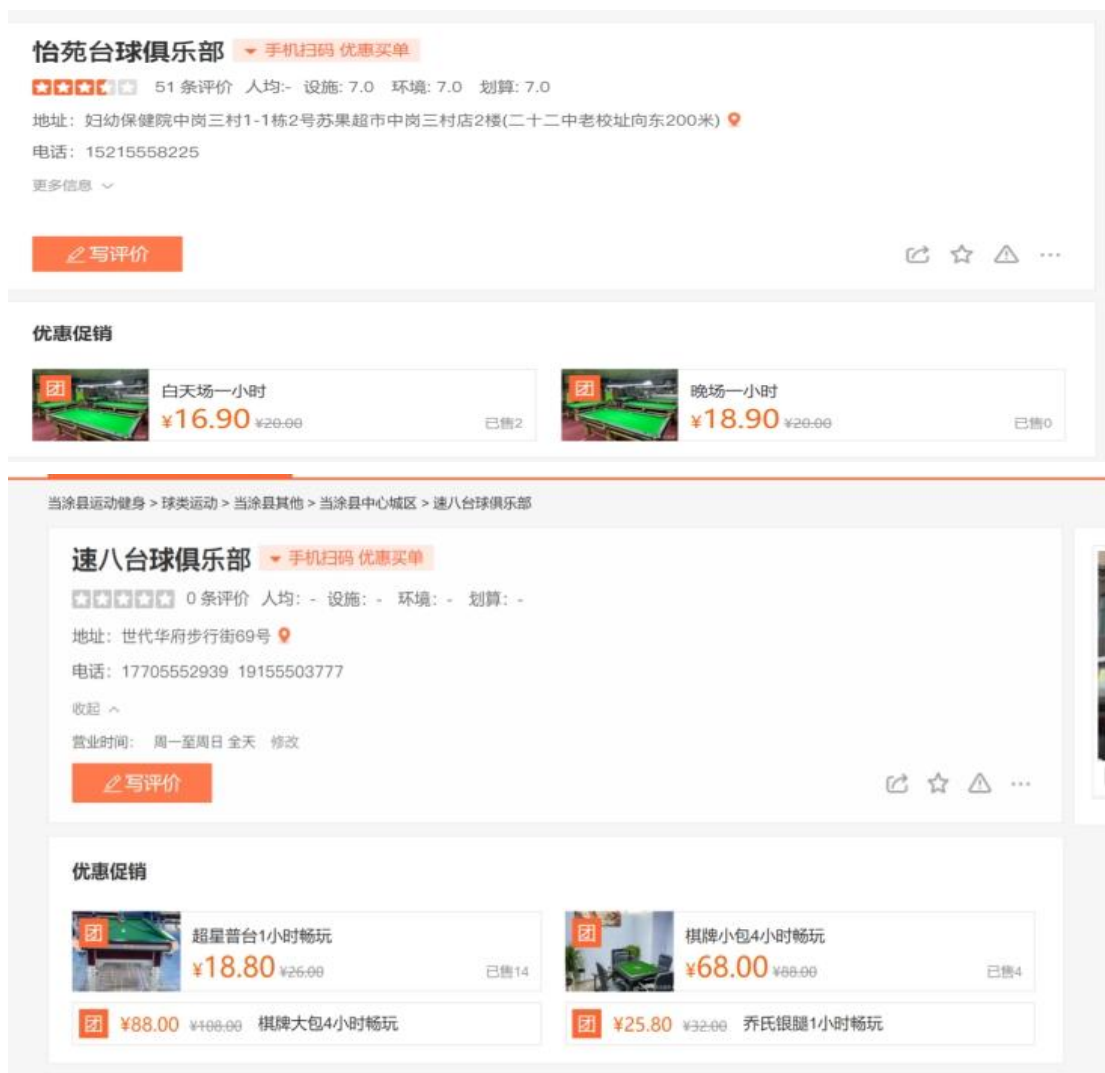 怡苑台球俱乐部 手机扫码 优惠买单
51 条评价 人均:- 设施: 7.0 环境: 7.0 划算: 7.0
地址: 妇幼保健院中岗三村1-1栋2号苏果超市中岗三村店2楼(二十二中老校址向东200米)
电话: 15215558225
更多信息
写评价
优惠促销
团 白天场一小时
¥16.90 ¥20.00 已售2
团 晚场一小时
¥18.90 ¥20.00 已售0
当涂县运动健身 > 球类运动 > 当涂县其他 > 当涂县中心城区 > 速八台球俱乐部
速八台球俱乐部 手机扫码 优惠买单
0 条评价 人均: - 设施: - 环境: - 划算: -
地址: 世代华府步行街69号
电话: 17705552939 19155503777
收起
营业时间: 周一至周日 全天 修改
写评价
优惠促销
团 超星普台1小时畅玩
¥18.80 ¥26.00 已售14
团 棋牌小包4小时畅玩
¥68.00 ¥88.00 已售4
团 ¥88.00 ¥108.00 棋牌大包4小时畅玩
团 ¥25.80 ¥32.00 乔氏银腿1小时畅玩